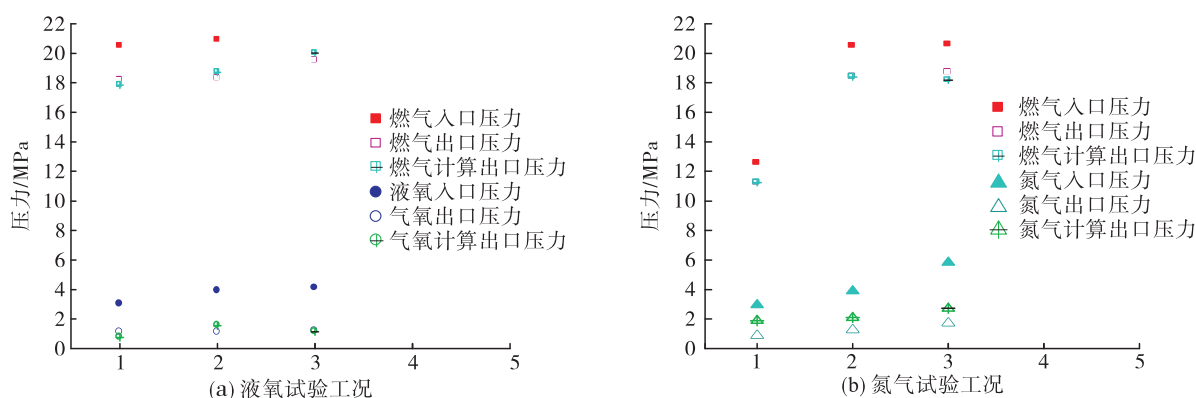 22
20
18
16
14
12
10
8
6
4
2
0
压力/MPa
1 2 3 4 5
燃气入口压力
燃气出口压力
燃气计算出口压力
液氧入口压力
气氧出口压力
气氧计算出口压力
(a) 液氧试验工况
22
20
18
16
14
12
10
8
6
4
2
0
压力/MPa
1 2 3 4 5
燃气入口压力
燃气出口压力
燃气计算出口压力
氮气入口压力
氮气出口压力
氮气计算出口压力
(b) 氮气试验工况